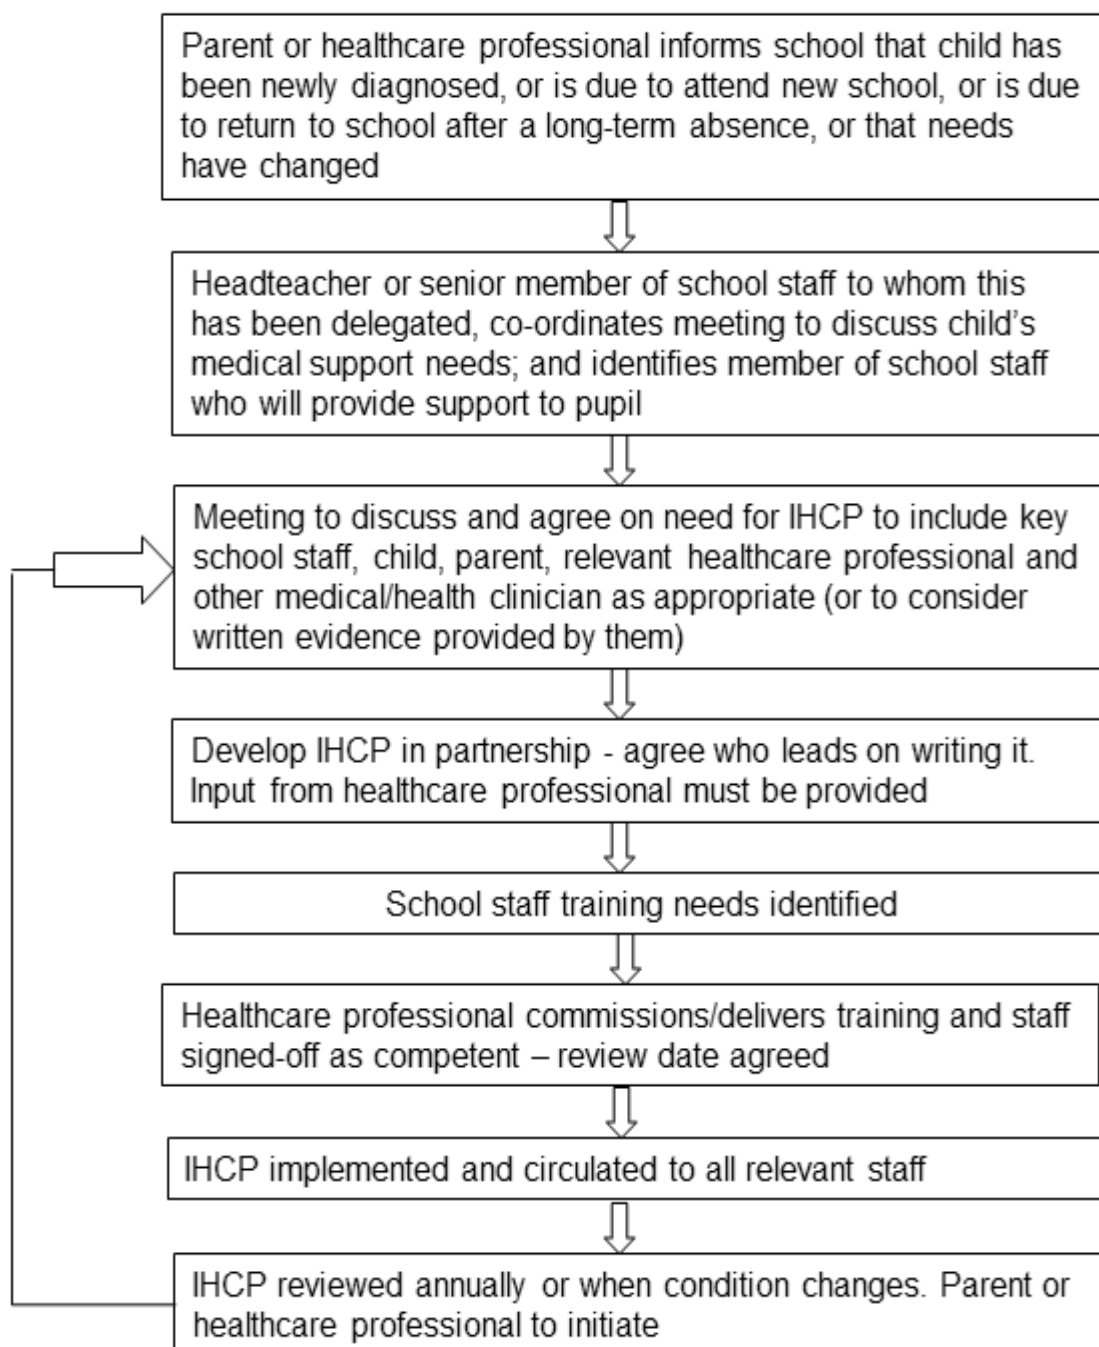 Parent or healthcare professional informs school that child has
been newly diagnosed, or is due to attend new school, or is due
to return to school after a long-term absence, or that needs
have changed
Headteacher or senior member of school staff to whom this
has been delegated, co-ordinates meeting to discuss child's
medical support needs; and identifies member of school staff
who will provide support to pupil
Meeting to discuss and agree on need for IHCP to include key
school staff, child, parent, relevant healthcare professional and
other medical/health clinician as appropriate (or to consider
written evidence provided by them)
Develop IHCP in partnership - agree who leads on writing it.
Input from healthcare professional must be provided
School staff training needs identified
Healthcare professional commissions/delivers training and staff
signed-off as competent – review date agreed
IHCP implemented and circulated to all relevant staff
IHCP reviewed annually or when condition changes. Parent or
healthcare professional to initiate